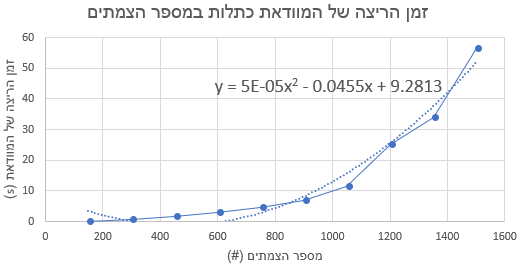 זמן הריצה של המוודאת כתלות במספר הצמתים
זמן הריצה של המוודאת (s)
60
50
40
30
20
10
0
y = 5E-05x² - 0.0455x + 9.2813
0 200 400 600 800 1000 1200 1400 1600
מספר הצמתים (#)